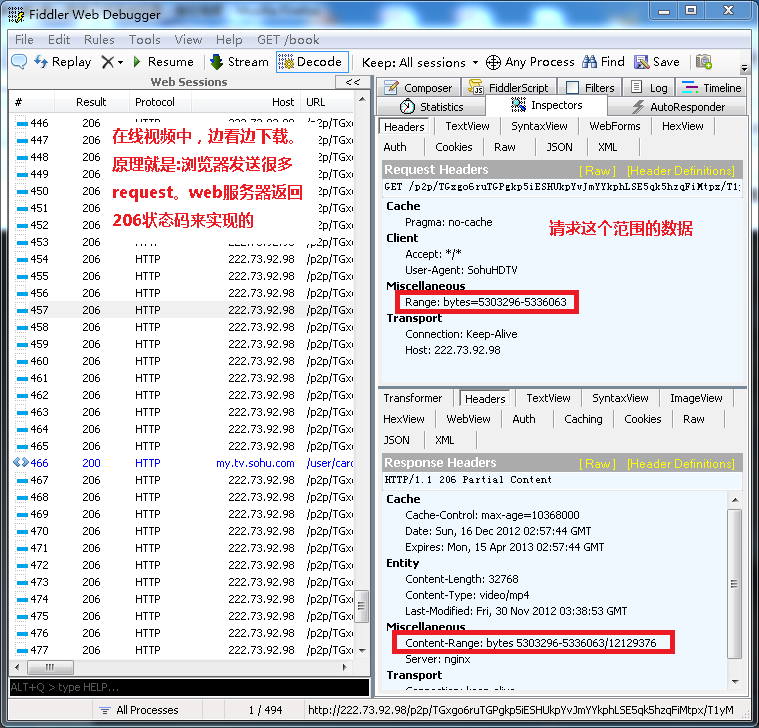 Fiddler Web Debugger
File Edit Rules Tools View Help GET /book
Replay Resume Stream Decode Keep: All sessions Any Process Find Save
Web Sessions <<
# Result Protocol Host URL
446 206 /p2p/TGx
447 206 /p2p/TGx
448 206 /p2p/TGx
449 206 /p2p/TGx
450 206 /p2p/TGx
451 206 /p2p/TGx
452 206 /p2p/TGx
453 206 HTTP 222.73.92.98 /p2p/TGx
454 206 HTTP 222.73.92.98 /p2p/TGx
455 206 HTTP 222.73.92.98 /p2p/TGx
456 206 HTTP 222.73.92.98 /p2p/TGx
457 206 HTTP 222.73.92.98 /p2p/TGx
458 206 HTTP 222.73.92.98 /p2p/TGx
459 206 HTTP 222.73.92.98 /p2p/TGx
460 206 HTTP 222.73.92.98 /p2p/TGx
461 206 HTTP 222.73.92.98 /p2p/TGx
462 206 HTTP 222.73.92.98 /p2p/TGx
463 206 HTTP 222.73.92.98 /p2p/TGx
464 206 HTTP 222.73.92.98 /p2p/TGx
465 206 HTTP 222.73.92.98 /p2p/TGx
466 200 HTTP my.tv.sohu.com /user/card
467 206 HTTP 222.73.92.98 /p2p/TGx
468 206 HTTP 222.73.92.98 /p2p/TGx
469 206 HTTP 222.73.92.98 /p2p/TGx
470 206 HTTP 222.73.92.98 /p2p/TGx
471 206 HTTP 222.73.92.98 /p2p/TGx
472 206 HTTP 222.73.92.98 /p2p/TGx
473 206 HTTP 222.73.92.98 /p2p/TGx
474 206 HTTP 222.73.92.98 /p2p/TGx
475 206 HTTP 222.73.92.98 /p2p/TGx
476 206 HTTP 222.73.92.98 /p2p/TGx
477 206 HTTP 222.73.92.98 /p2p/TGx
在线视频中，边看边下载。
原理就是:浏览器发送很多
request。web服务器返回
206状态码来实现的
ALT+Q > type HELP...
Composer FiddlerScript Filters Log Timeline
Statistics Inspectors AutoResponder
Headers TextView SyntaxView WebForms HexView
Auth Cookies Raw JSON XML
Request Headers [ Raw ] [Header Definitions]
GET /p2p/TGxgo6ruTGPgkp5iESHUkpYvJmYYkphLSE5qk5hzqFiMtpx/T1y
Cache
Pragma: no-cache
请求这个范围的数据
Client
Accept: */*
User-Agent: SohuHDTV
Miscellaneous
Range: bytes=5303296-5336063
Transport
Connection: Keep-Alive
Host: 222.73.92.98
Transformer Headers TextView SyntaxView ImageView
HexView WebView Auth Caching Cookies Raw
JSON XML
Response Headers [ Raw ] [Header Definitions]
HTTP/1.1 206 Partial Content
Cache
Cache-Control: max-age=10368000
Date: Sun, 16 Dec 2012 02:57:44 GMT
Expires: Mon, 15 Apr 2013 02:57:44 GMT
Entity
Content-Length: 32768
Content-Type: video/mp4
Last-Modified: Fri, 30 Nov 2012 03:38:53 GMT
Miscellaneous
Content-Range: bytes 5303296-5336063/12129376
Server: nginx
Transport
Connection: keep-alive
All Processes 1 / 494 http://222.73.92.98/p2p/TGxgo6ruTGPgkp5iESHUkpYvJmYYkphLSE5qk5hzqFiMtpx/T1yM